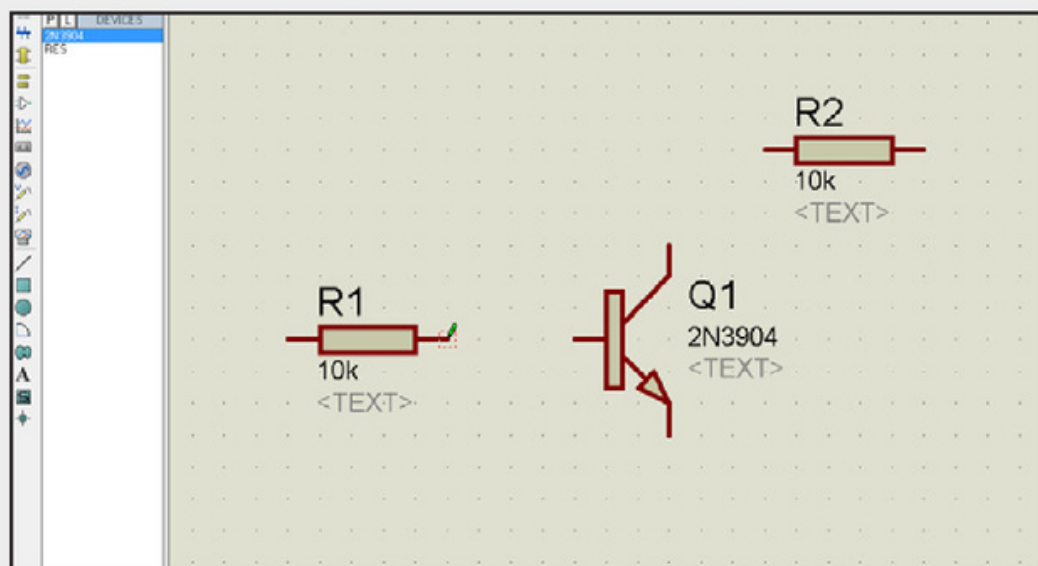 P L DEVICES
2N3904
RES
R2
10k
<TEXT>
R1
10k
<TEXT>
Q1
2N3904
<TEXT>
A
S